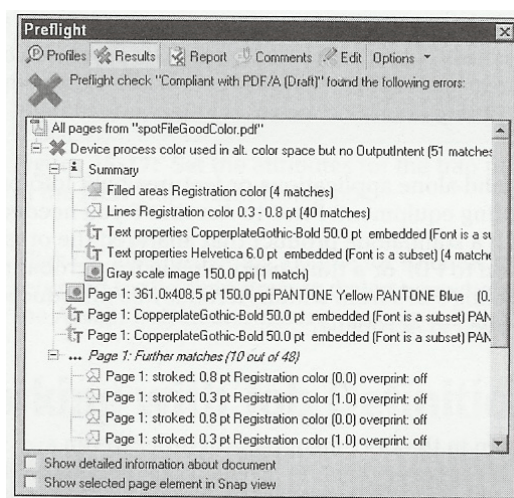 Preflight
Profiles Results Report Comments Edit Options
Preflight check "Compliant with PDF/A (Draft)" found the following errors:
All pages from "spotFileGoodColor.pdf"
Device process color used in alt. color space but no OutputIntent (51 matches
Summary
Filled areas Registration color (4 matches)
Lines Registration color 0.3 - 0.8 pt (40 matches)
Text properties CopperplateGothic-Bold 50.0 pt embedded (Font is a su
Text properties Helvetica 6.0 pt embedded (Font is a subset) (4 matche
Gray scale image 150.0 ppi (1 match)
Page 1: 361.0x408.5 pt 150.0 ppi PANTONE Yellow PANTONE Blue (0.
Page 1: CopperplateGothic-Bold 50.0 pt embedded (Font is a subset) PAN
Page 1: CopperplateGothic-Bold 50.0 pt embedded (Font is a subset) PAN
... Page 1: Further matches (10 out of 48)
Page 1: stroked: 0.8 pt Registration color (0.0) overprint: off
Page 1: stroked: 0.3 pt Registration color (1.0) overprint: off
Page 1: stroked: 0.8 pt Registration color (0.0) overprint: off
Page 1: stroked: 0.3 pt Registration color (1.0) overprint: off
Show detailed information about document
Show selected page element in Snap view